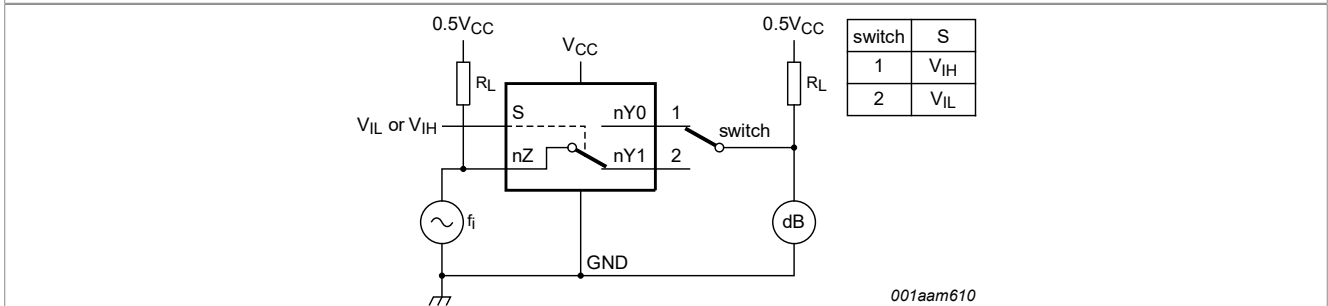 0.5VCC
0.5VCC
switch S
1 VIH
2 VIL
VCC
RL
RL
VIL or VIH
S
nY0
1
switch
nZ
nY1
2
fi
dB
GND
001aam610